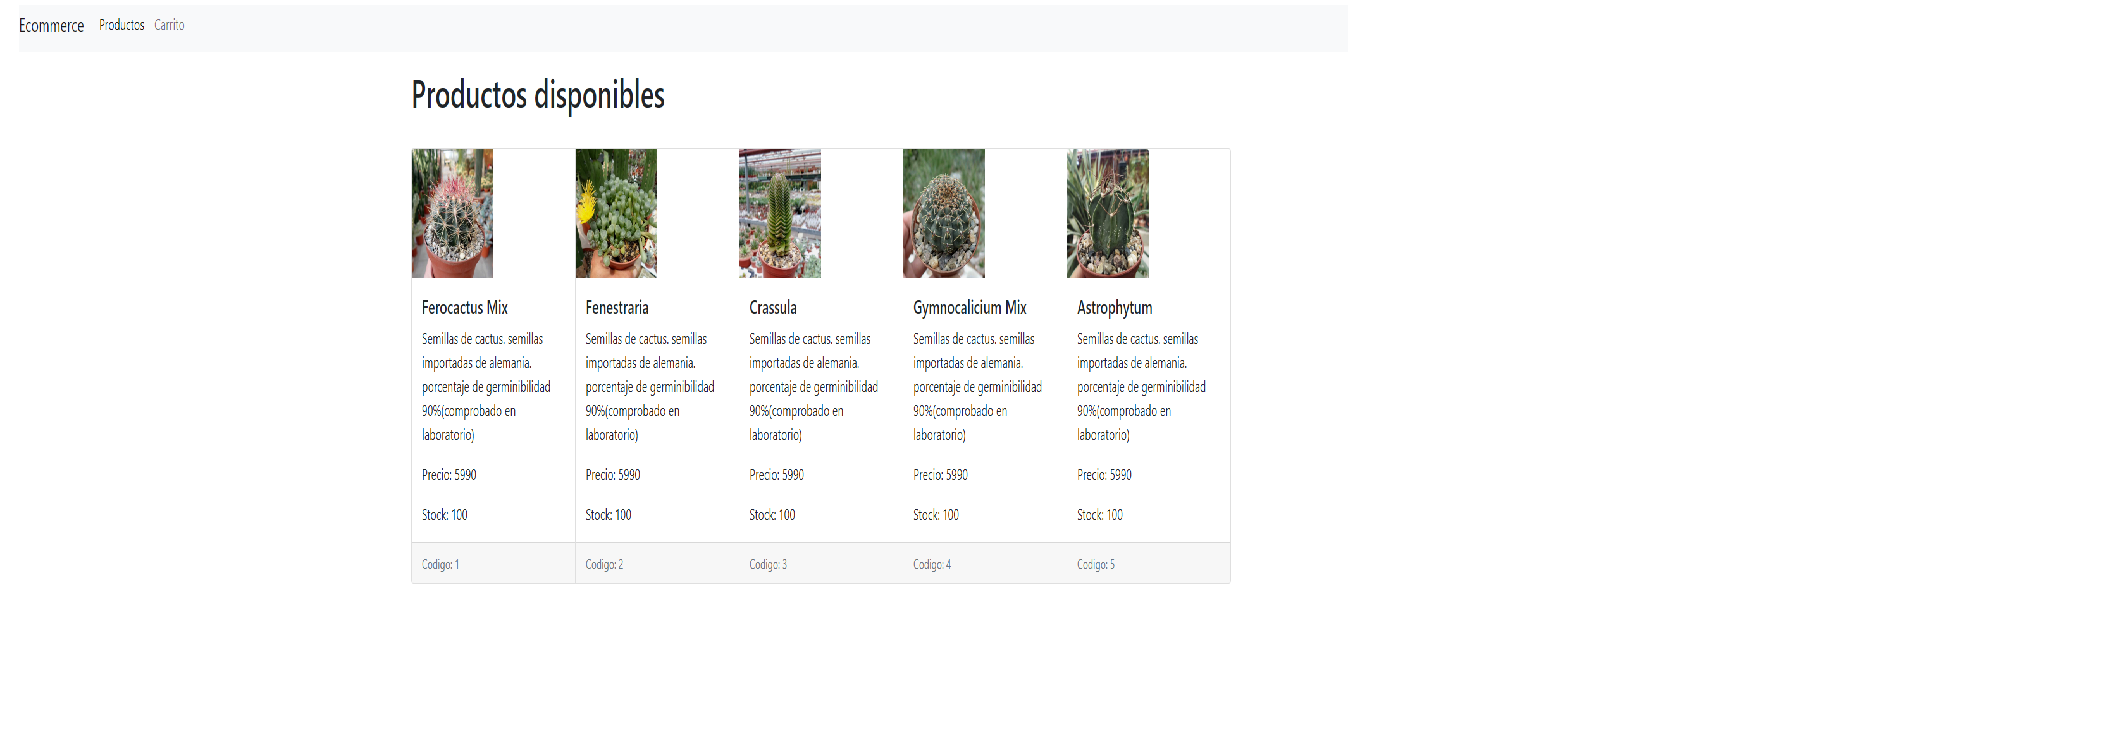 Ecommerce Productos Carrito
Productos disponibles
Ferocactus Mix
Semillas de cactus. semillas
importadas de alemania.
porcentaje de germinibilidad
90%(comprobado en
laboratorio)
Precio: 5990
Stock: 100
Codigo: 1
Fenestraria
Semillas de cactus. semillas
importadas de alemania.
porcentaje de germinibilidad
90%(comprobado en
laboratorio)
Precio: 5990
Stock: 100
Codigo: 2
Crassula
Semillas de cactus. semillas
importadas de alemania.
porcentaje de germinibilidad
90%(comprobado en
laboratorio)
Precio: 5990
Stock: 100
Codigo: 3
Gymnocalicium Mix
Semillas de cactus. semillas
importadas de alemania.
porcentaje de germinibilidad
90%(comprobado en
laboratorio)
Precio: 5990
Stock: 100
Codigo: 4
Astrophytum
Semillas de cactus. semillas
importadas de alemania.
porcentaje de germinibilidad
90%(comprobado en
laboratorio)
Precio: 5990
Stock: 100
Codigo: 5